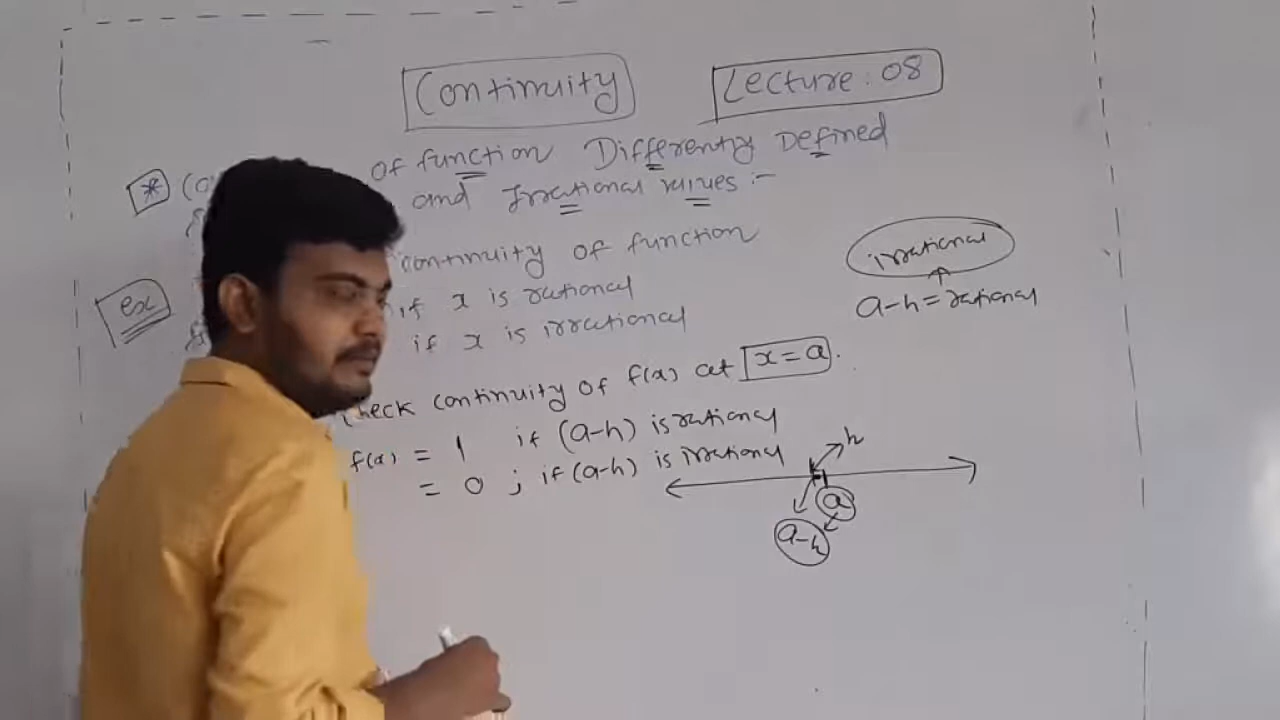 Continuity
Lecture: 08
* of function Differently Defined
and Irrational values :-
ex continuity of function
if x is rational
if x is irrational
irrational
a-h = rational
check continuity of f(x) at x=a.
f(a) = 1 if (a-h) is rational
= 0 ; if (a-h) is irrational
h
a
a-h